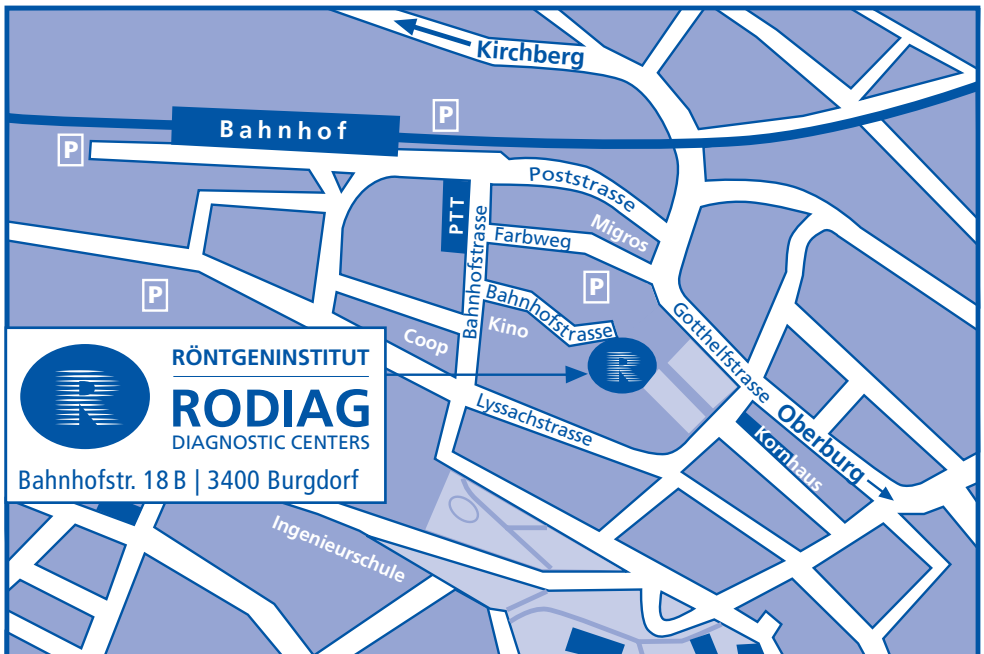 Kirchberg
P
Bahnhof
P
Poststrasse
PTT
Migros
Bahnhofstrasse
Farbweg
P
P
Bahnhofstrasse
Kino
Coop
Gotthelfstrasse
R
RÖNTGENINSTITUT
RODIAG
DIAGNOSTIC CENTERS
Bahnhofstr. 18 B | 3400 Burgdorf
R
Lyssachstrasse
Oberburg
Kornhaus
Ingenieurschule